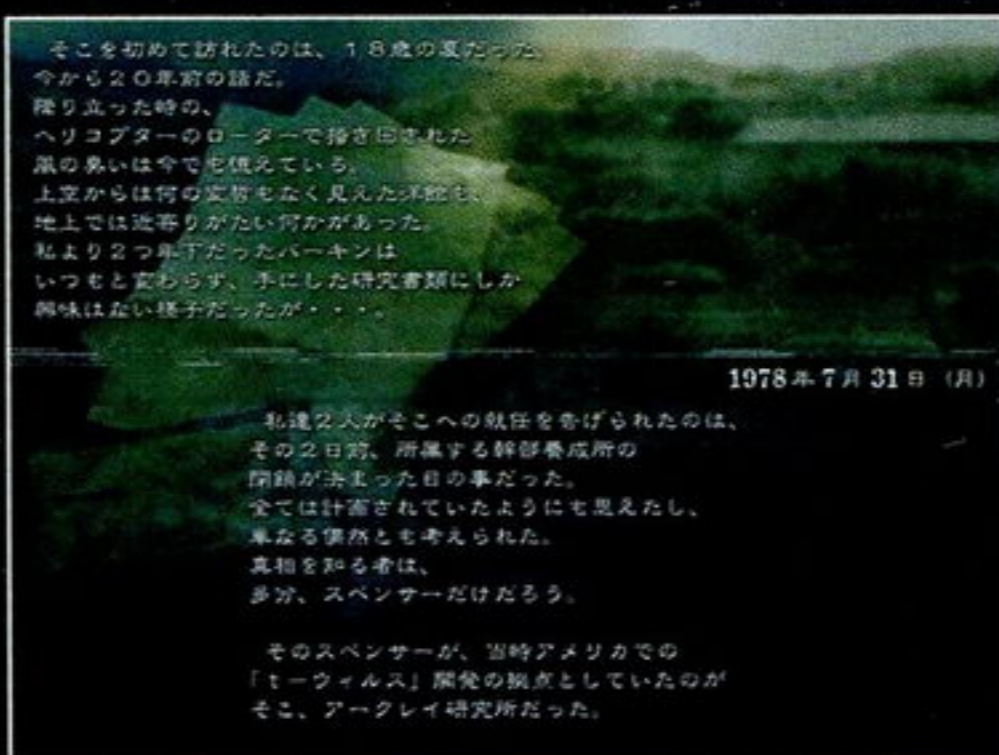 そこを初めて訪れたのは、１８歳の夏だった。
今から２０年前の話だ。
降り立った時の、
ヘリコプターのローターで掻き回された
風の臭いは今でも憶えている。
上空からは何の変哲もなく見えた洋館も、
地上では近寄りがたい何かがあった。
私より２つ年下だったバーキンは
いつもと変わらず、手にした研究書類にしか
興味はない様子だったが・・・。
1978年 7月 31日 （月）
私達２人がそこへの就任を告げられたのは、
その２日前、所属する幹部養成所の
閉鎖が決まった日の事だった。
全ては計画されていたようにも思えたし、
単なる偶然とも考えられた。
真相を知る者は、
多分、スペンサーだけだろう。
そのスペンサーが、当時アメリカでの
「ｔーウィルス」開発の拠点としていたのが
そこ、アークレイ研究所だった。